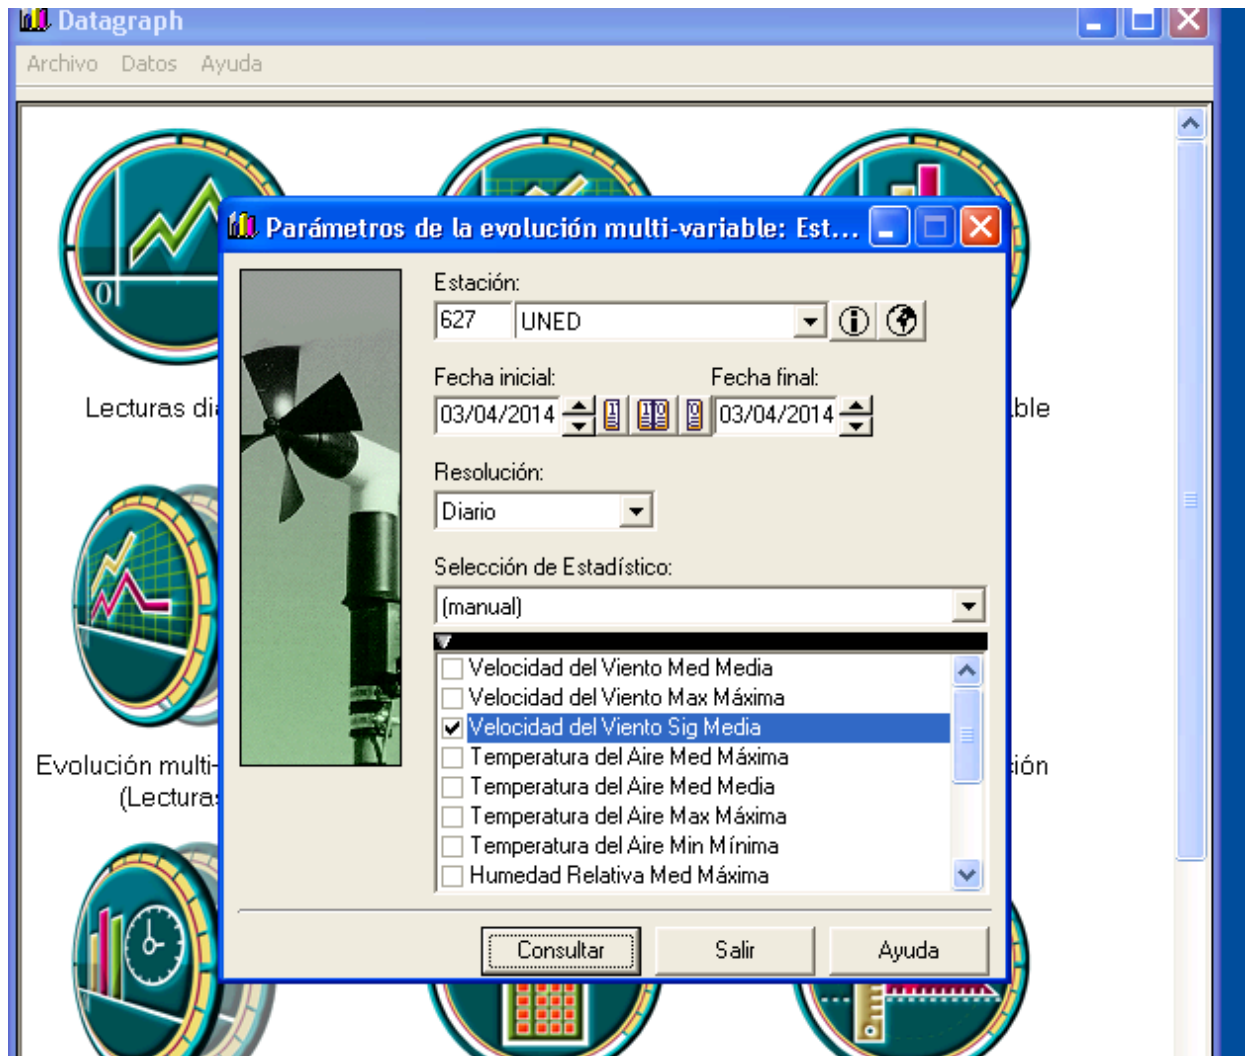 Datagraph
Archivo Datos Ayuda
Parámetros de la evolución multi-variable: Est...
Estación:
627 UNED
Fecha inicial: Fecha final:
03/04/2014 03/04/2014
Lecturas
Resolución:
Diario
Selección de Estadístico:
(manual)
Velocidad del Viento Med Media
Velocidad del Viento Max Máxima
Velocidad del Viento Sig Media
Temperatura del Aire Med Máxima
Evolución multi-
Temperatura del Aire Med Media
(Lecturas
Temperatura del Aire Max Máxima
Temperatura del Aire Min Mínima
Humedad Relativa Med Máxima
Consultar Salir Ayuda